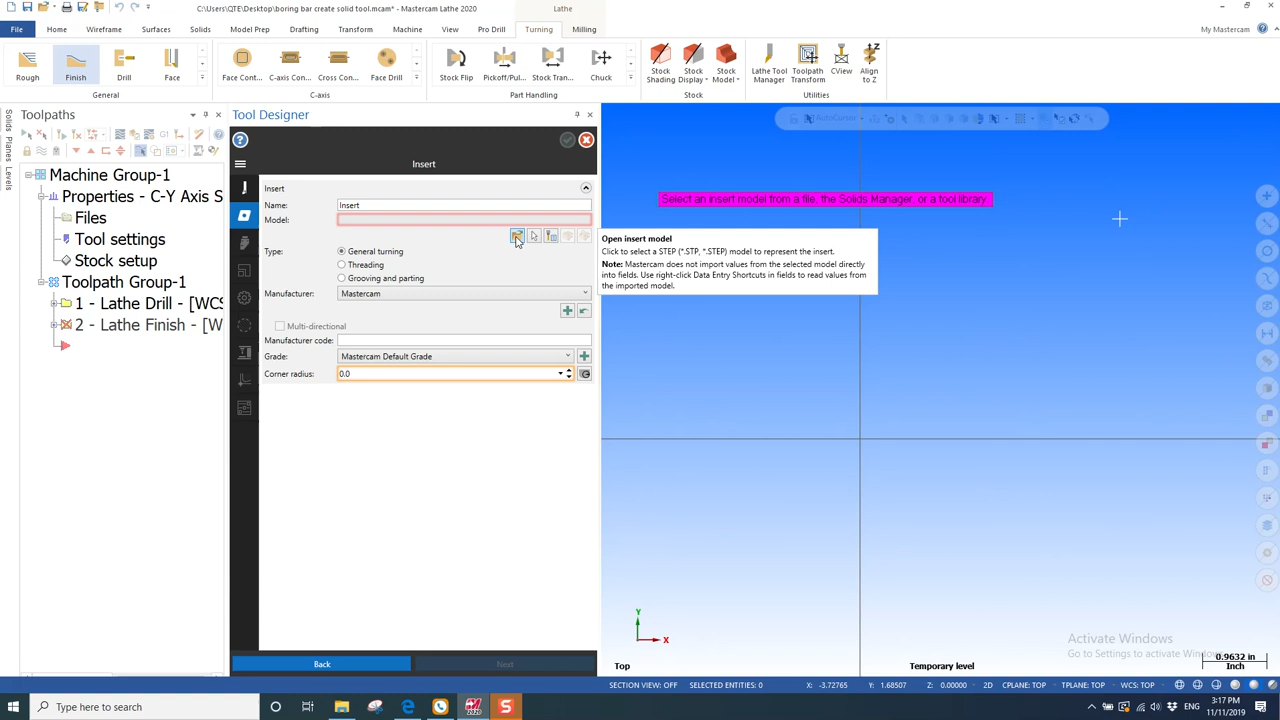 C:\Users\QTE\Desktop\boring bar create solid tool.mcam* - Mastercam Lathe 2020
Lathe
File
Home
Wireframe
Surfaces
Solids
Model Prep
Drafting
Transform
Machine
View
Pro Drill
Turning
Milling
My Mastercam
Rough
Finish
Drill
Face
Face Cont...
C-axis Con...
Cross Con...
Face Drill
Stock Flip
Pickoff/Pul...
Stock Tran...
Chuck
Stock Shading
Stock Display
Stock Model
Lathe Tool Manager
Toolpath Transform
CView
Align to Z
General
C-axis
Part Handling
Stock
Utilities
Solids
Planes
Levels
Toolpaths
Machine Group-1
Properties - C-Y Axis S
Files
Tool settings
Stock setup
Toolpath Group-1
1 - Lathe Drill - [WCS
2 - Lathe Finish - [W
Tool Designer
Insert
Insert
Name:
Insert
Model:
Type:
General turning
Threading
Grooving and parting
Manufacturer:
Mastercam
Multi-directional
Manufacturer code:
Grade:
Mastercam Default Grade
Corner radius:
0.0
Back
Next
AutoCursor
Select an insert model from a file, the Solids Manager, or a tool library.
Open insert model
Click to select a STEP (*.STP, *.STEP) model to represent the insert.
Note: Mastercam does not import values from the selected model directly
into fields. Use right-click Data Entry Shortcuts in fields to read values from
the imported model.
Y
X
Top
Temporary level
Activate Windows
Go to Settings to activate Windows.
0.9632 in
Inch
SECTION VIEW: OFF
SELECTED ENTITIES: 0
X: -3.72765
Y: 1.68507
Z: 0.00000
2D
CPLANE: TOP
TPLANE: TOP
WCS: TOP
Type here to search
ENG
3:17 PM
11/11/2019